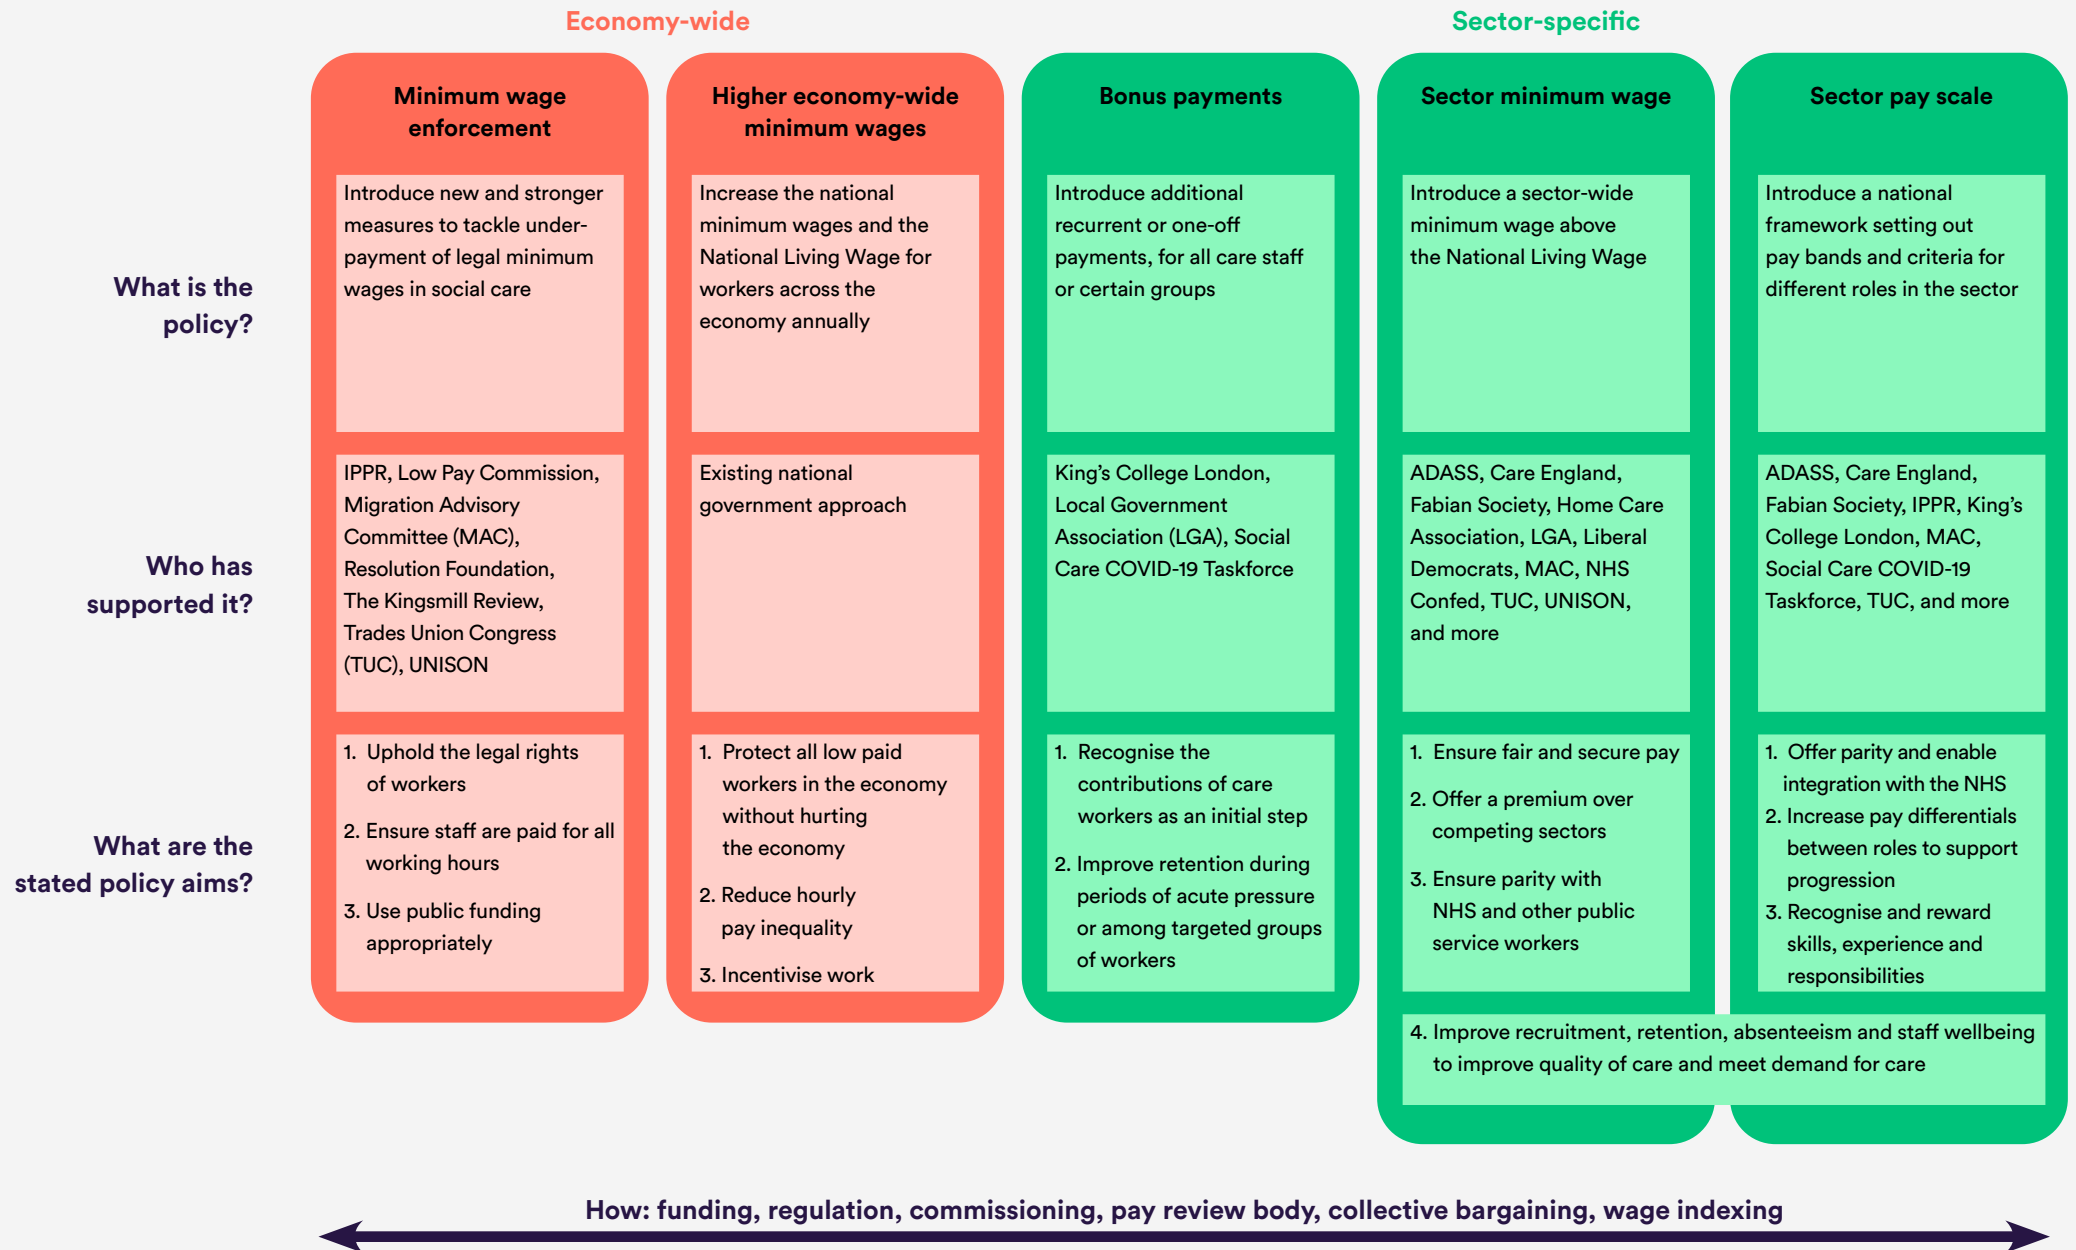 Economy-wide
Sector-specific
Minimum wage
enforcement
Higher economy-wide
minimum wages
Bonus payments
Sector minimum wage
Sector pay scale
What is the
policy?
Introduce new and stronger
measures to tackle under-
payment of legal minimum
wages in social care
Increase the national
minimum wages and the
National Living Wage for
workers across the
economy annually
Introduce additional
recurrent or one-off
payments, for all care staff
or certain groups
Introduce a sector-wide
minimum wage above
the National Living Wage
Introduce a national
framework setting out
pay bands and criteria for
different roles in the sector
Who has
supported it?
IPPR, Low Pay Commission,
Migration Advisory
Committee (MAC),
Resolution Foundation,
The Kingsmill Review,
Trades Union Congress
(TUC), UNISON
Existing national
government approach
King's College London,
Local Government
Association (LGA), Social
Care COVID-19 Taskforce
ADASS, Care England,
Fabian Society, Home Care
Association, LGA, Liberal
Democrats, MAC, NHS
Confed, TUC, UNISON,
and more
ADASS, Care England,
Fabian Society, IPPR, King's
College London, MAC,
Social Care COVID-19
Taskforce, TUC, and more
What are the
stated policy aims?
1. Uphold the legal rights
of workers
2. Ensure staff are paid for all
working hours
3. Use public funding
appropriately
1. Protect all low paid
workers in the economy
without hurting
the economy
2. Reduce hourly
pay inequality
3. Incentivise work
1. Recognise the
contributions of care
workers as an initial step
2. Improve retention during
periods of acute pressure
or among targeted groups
of workers
1. Ensure fair and secure pay
2. Offer a premium over
competing sectors
3. Ensure parity with
NHS and other public
service workers
1. Offer parity and enable
integration with the NHS
2. Increase pay differentials
between roles to support
progression
3. Recognise and reward
skills, experience and
responsibilities
4. Improve recruitment, retention, absenteeism and staff wellbeing
to improve quality of care and meet demand for care
How: funding, regulation, commissioning, pay review body, collective bargaining, wage indexing